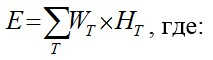 E = ∑_T W_T × H_T , где: